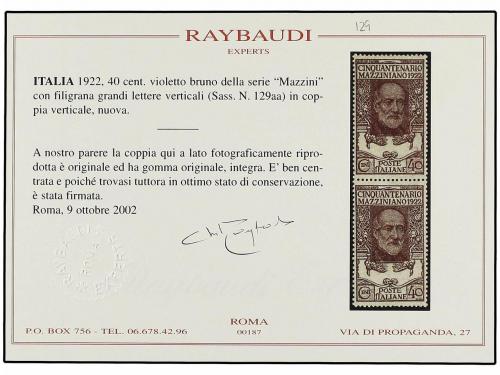 129
RAYBAUDI
EXPERTS
ITALIA 1922, 40 cent. violetto bruno della serie “Mazzini”
con filigrana grandi lettere verticali (Sass. N. 129aa) in cop-
pia verticale, nuova.
A nostro parere la coppia qui a lato fotograficamente ripro-
dotta è originale ed ha gomma originale, integra. E’ ben cen-
trata e poiché trovasi tuttora in ottimo stato di conservazione,
è stata firmata.
Roma, 9 ottobre 2002
CINQUANTENARIO
MAZZINIANO 1922
CENT
POSTE
ITALIANE
40
CINQUANTENARIO
MAZZINIANO 1922
CENT
POSTE
ITALIANE
40
ROMA
P.O. BOX 756 - TEL. 06.678.42.96
00187
VIA DI PROPAGANDA, 27